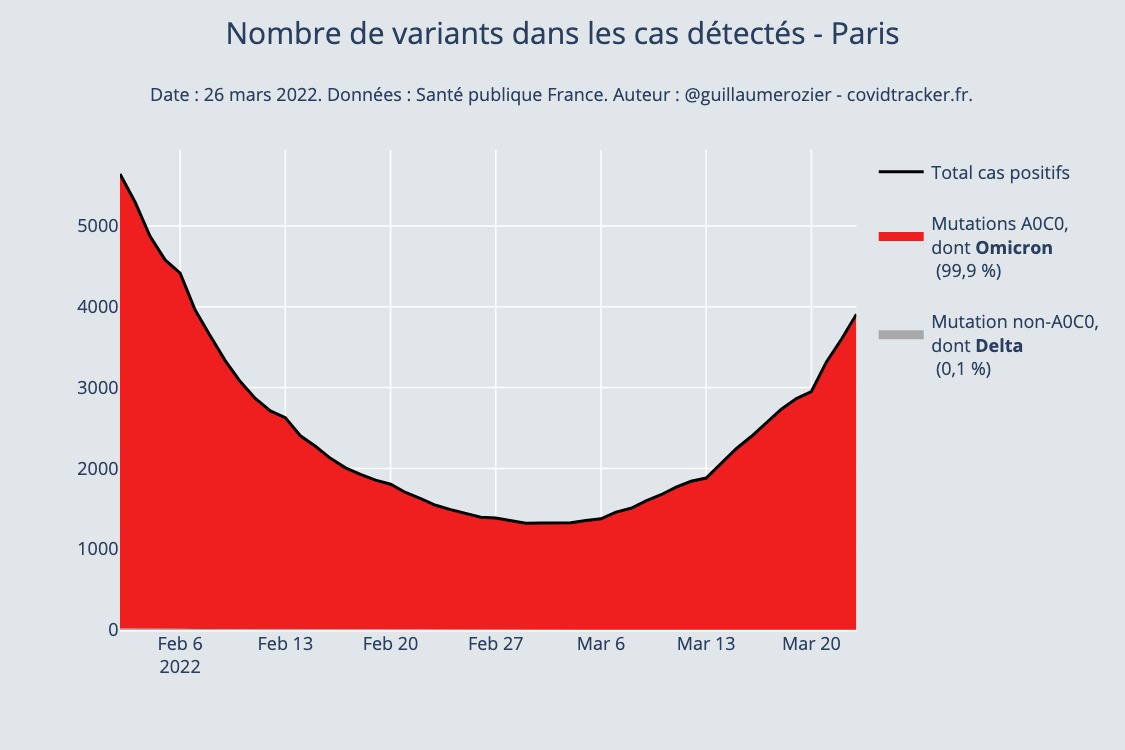 Nombre de variants dans les cas détectés - Paris
Date : 26 mars 2022. Données : Santé publique France. Auteur : @guillaumerozier - covidtracker.fr.
Total cas positifs
Mutations A0C0,
dont Omicron
(99,9 %)
Mutation non-A0C0,
dont Delta
(0,1 %)
5000
4000
3000
2000
1000
0
Feb 6 Feb 13 Feb 20 Feb 27 Mar 6 Mar 13 Mar 20
2022